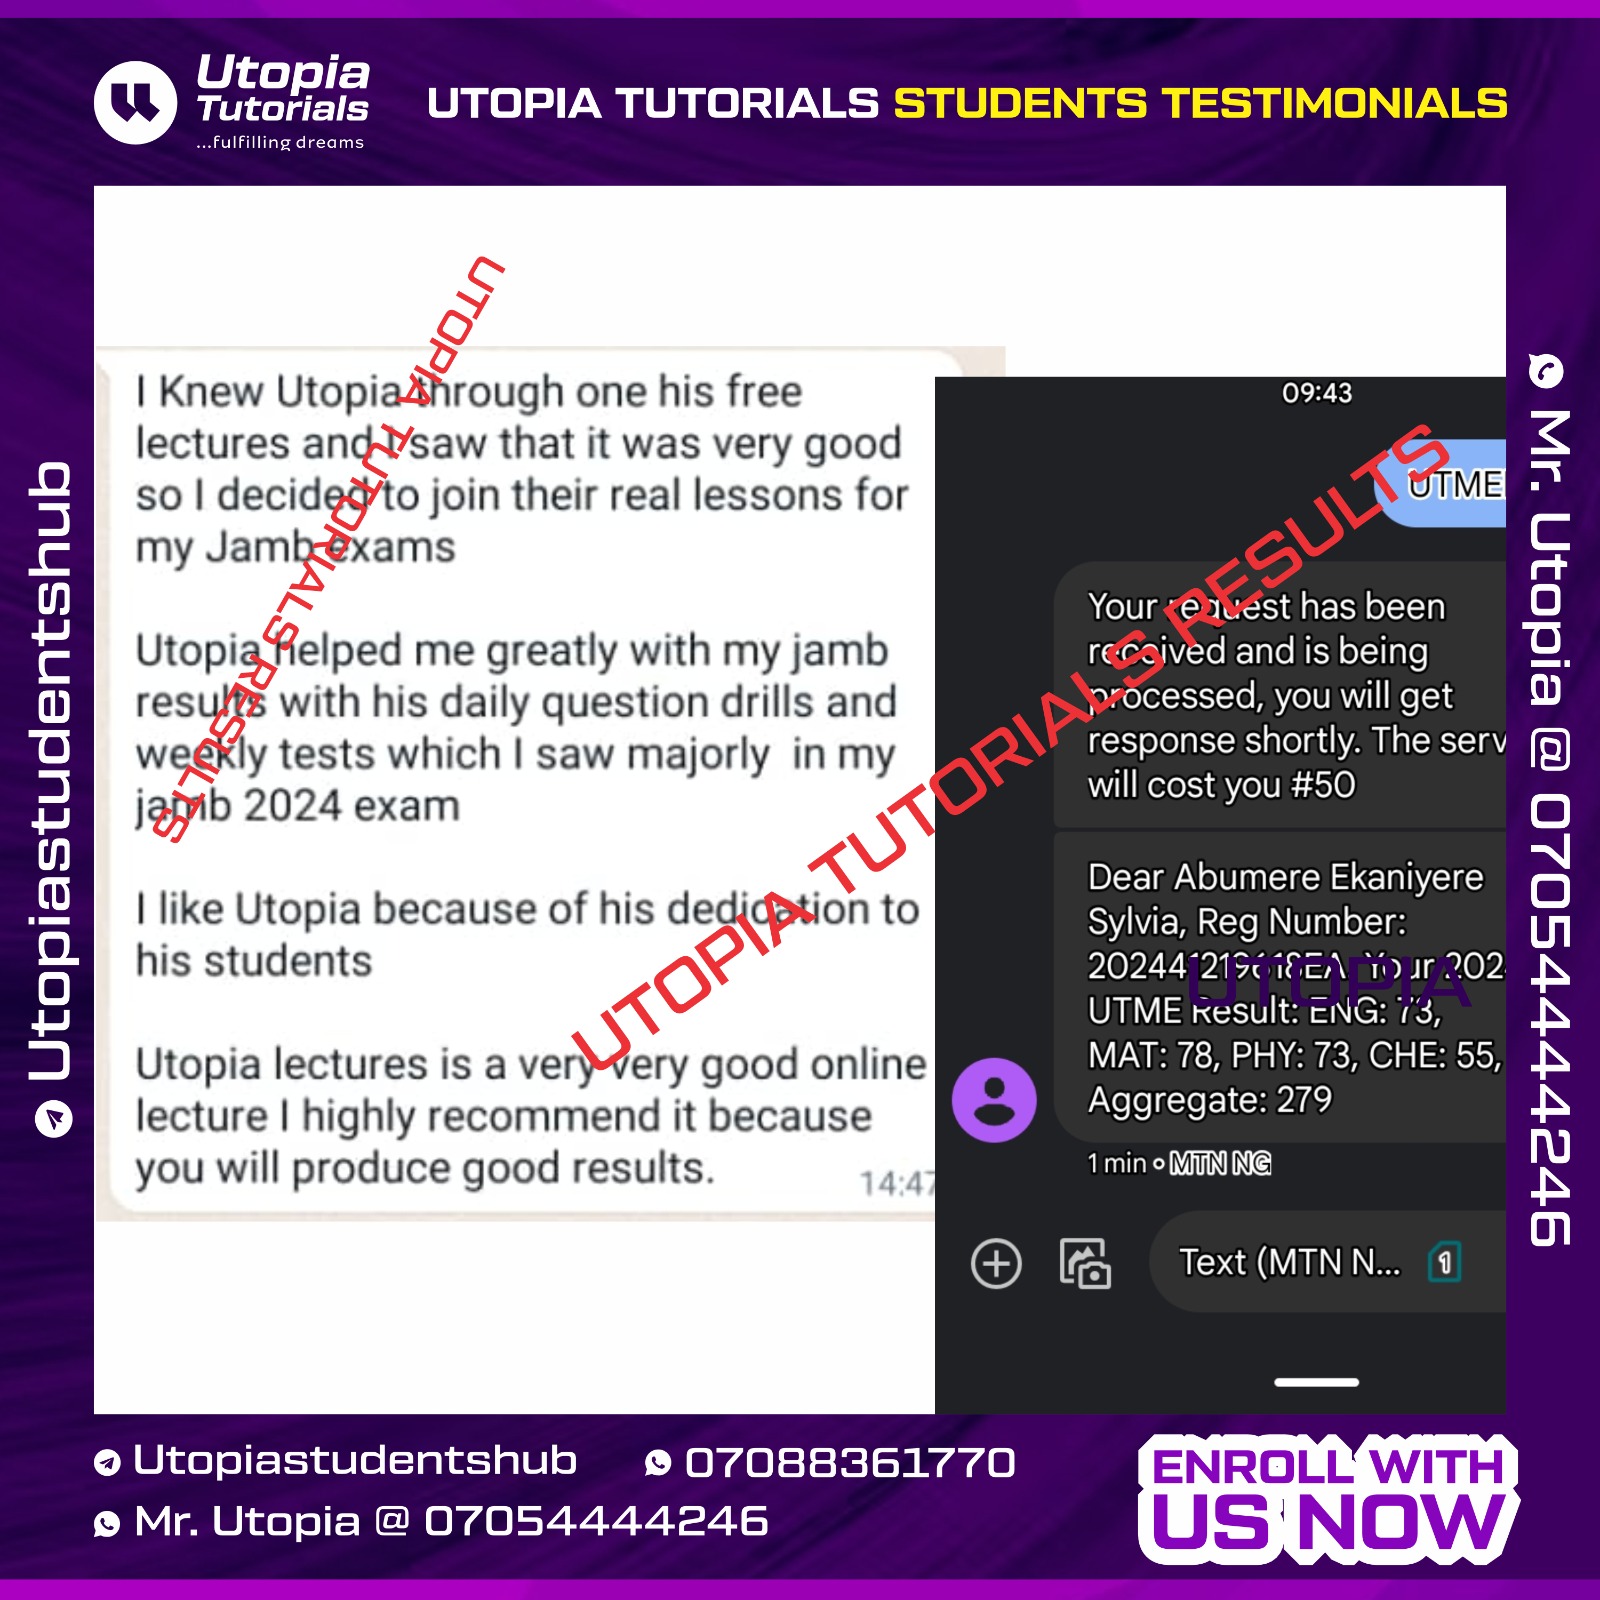 Utopia
Tutorials
...fulfilling dreams
UTOPIA TUTORIALS STUDENTS TESTIMONIALS
Utopiastudentshub
I Knew Utopia through one his free
lectures and I saw that it was very good
so I decided to join their real lessons for
my Jamb exams
Utopia helped me greatly with my jamb
results with his daily question drills and
weekly tests which I saw majorly in my
jamb 2024 exam
I like Utopia because of his dedication to
his students
Utopia lectures is a very very good online
lecture I highly recommend it because
you will produce good results.
14:47
UTOPIA TUTORIALS RESULTS
UTOPIA TUTORIALS RESULTS
09:43
UTME
Your request has been
received and is being
processed, you will get
response shortly. The serv
will cost you #50
Dear Abumere Ekaniyere
Sylvia, Reg Number:
202441219618EA Your 202
UTOPIA
UTME Result: ENG: 73,
MAT: 78, PHY: 73, CHE: 55,
Aggregate: 279
1 min • MTN NG
Text (MTN N... 1
Mr. Utopia @ 07054444246
Utopiastudentshub 07088361770
Mr. Utopia @ 07054444246
ENROLL WITH
US NOW